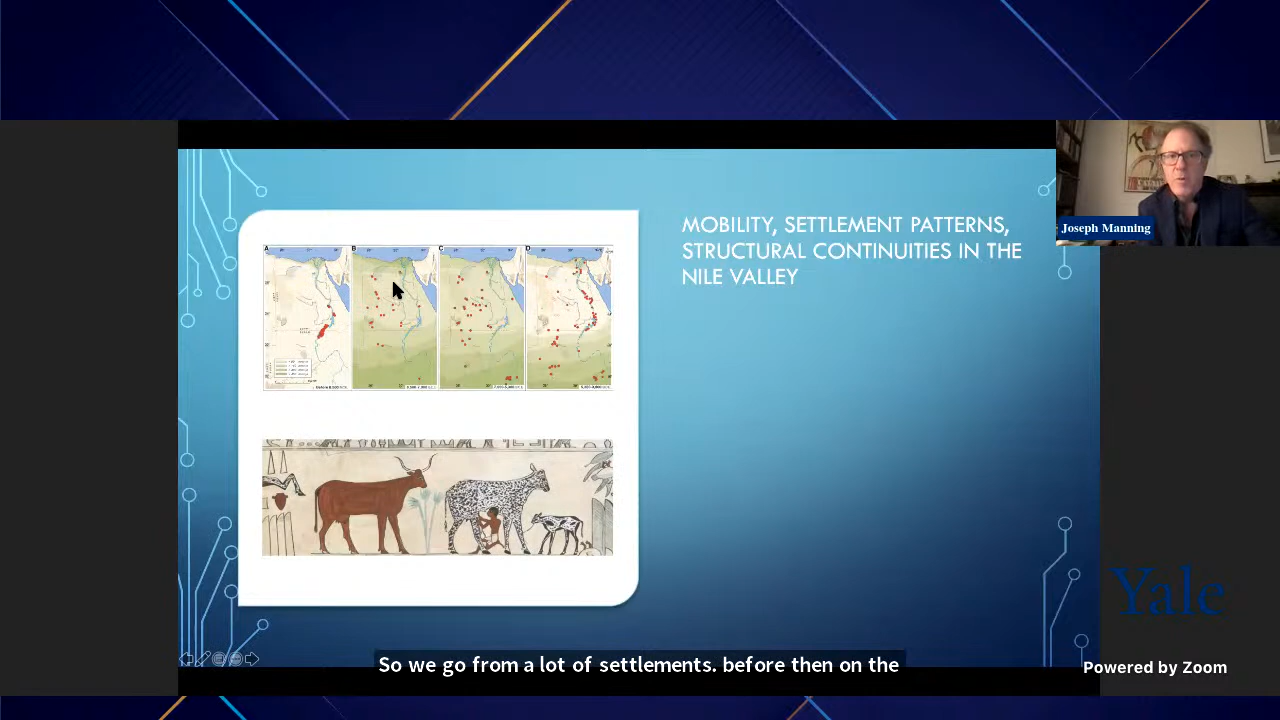 MOBILITY, SETTLEMENT PATTERNS,
STRUCTURAL CONTINUITIES IN THE
NILE VALLEY
Joseph Manning
A
B
C
D
Yale
So we go from a lot of settlements. before then on the
Powered by Zoom